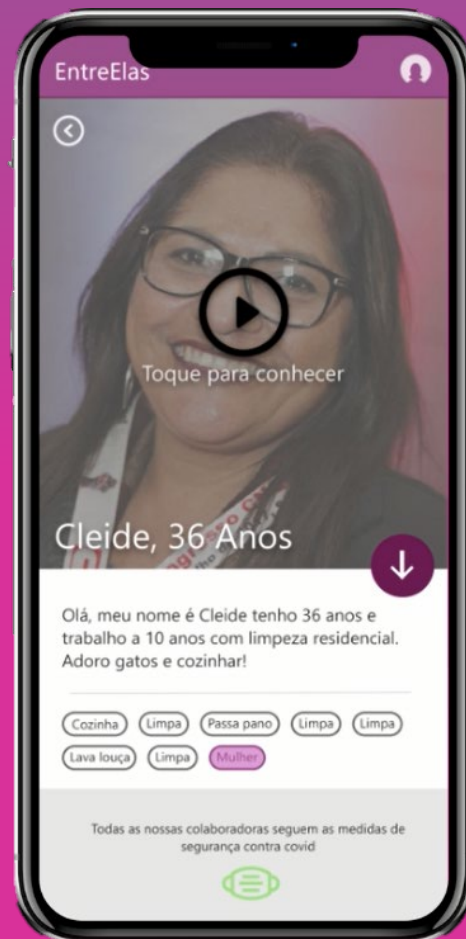 EntreElas
Toque para conhecer
Cleide, 36 Anos
Olá, meu nome é Cleide tenho 36 anos e
trabalho a 10 anos com limpeza residencial.
Adoro gatos e cozinhar!
Cozinha Limpa Passa pano Limpa Limpa
Lava louça Limpa Mulher
Todas as nossas colaboradoras seguem as medidas de
segurança contra covid